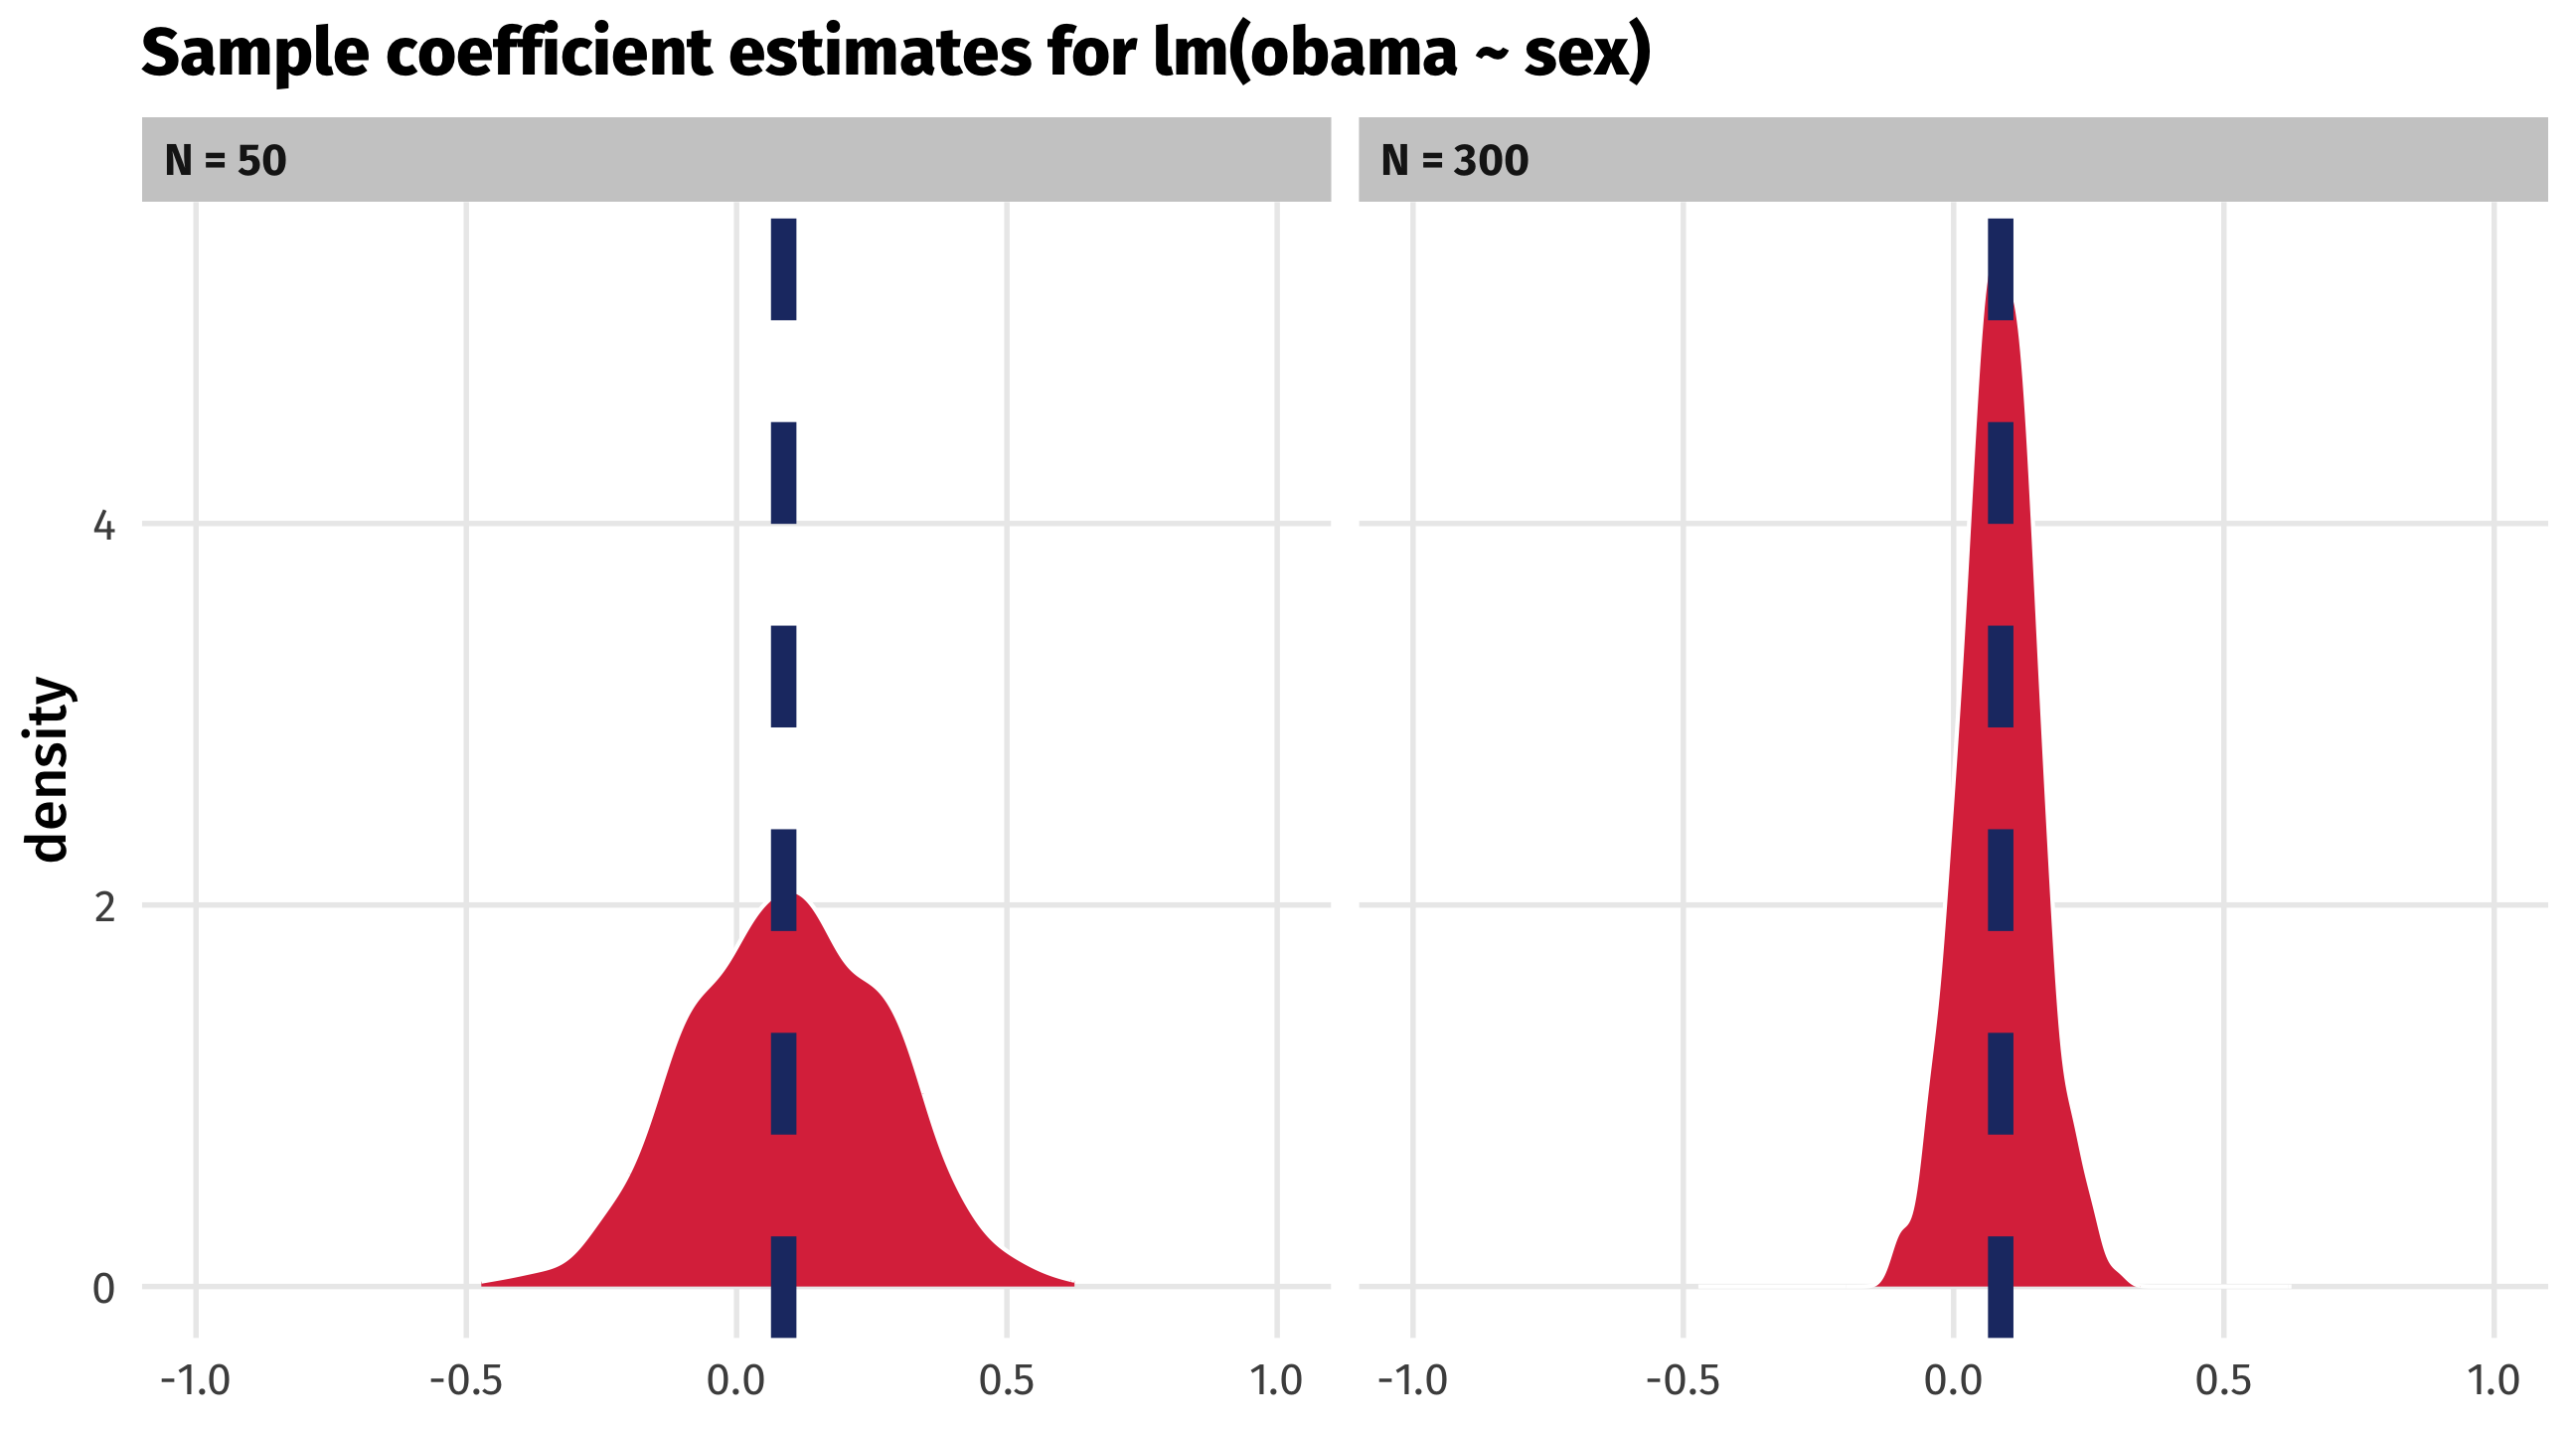 Sample coefficient estimates for lm(obama ~ sex)
N = 50
N = 300
density
4
2
0
-1.0 -0.5 0.0 0.5 1.0
-1.0 -0.5 0.0 0.5 1.0